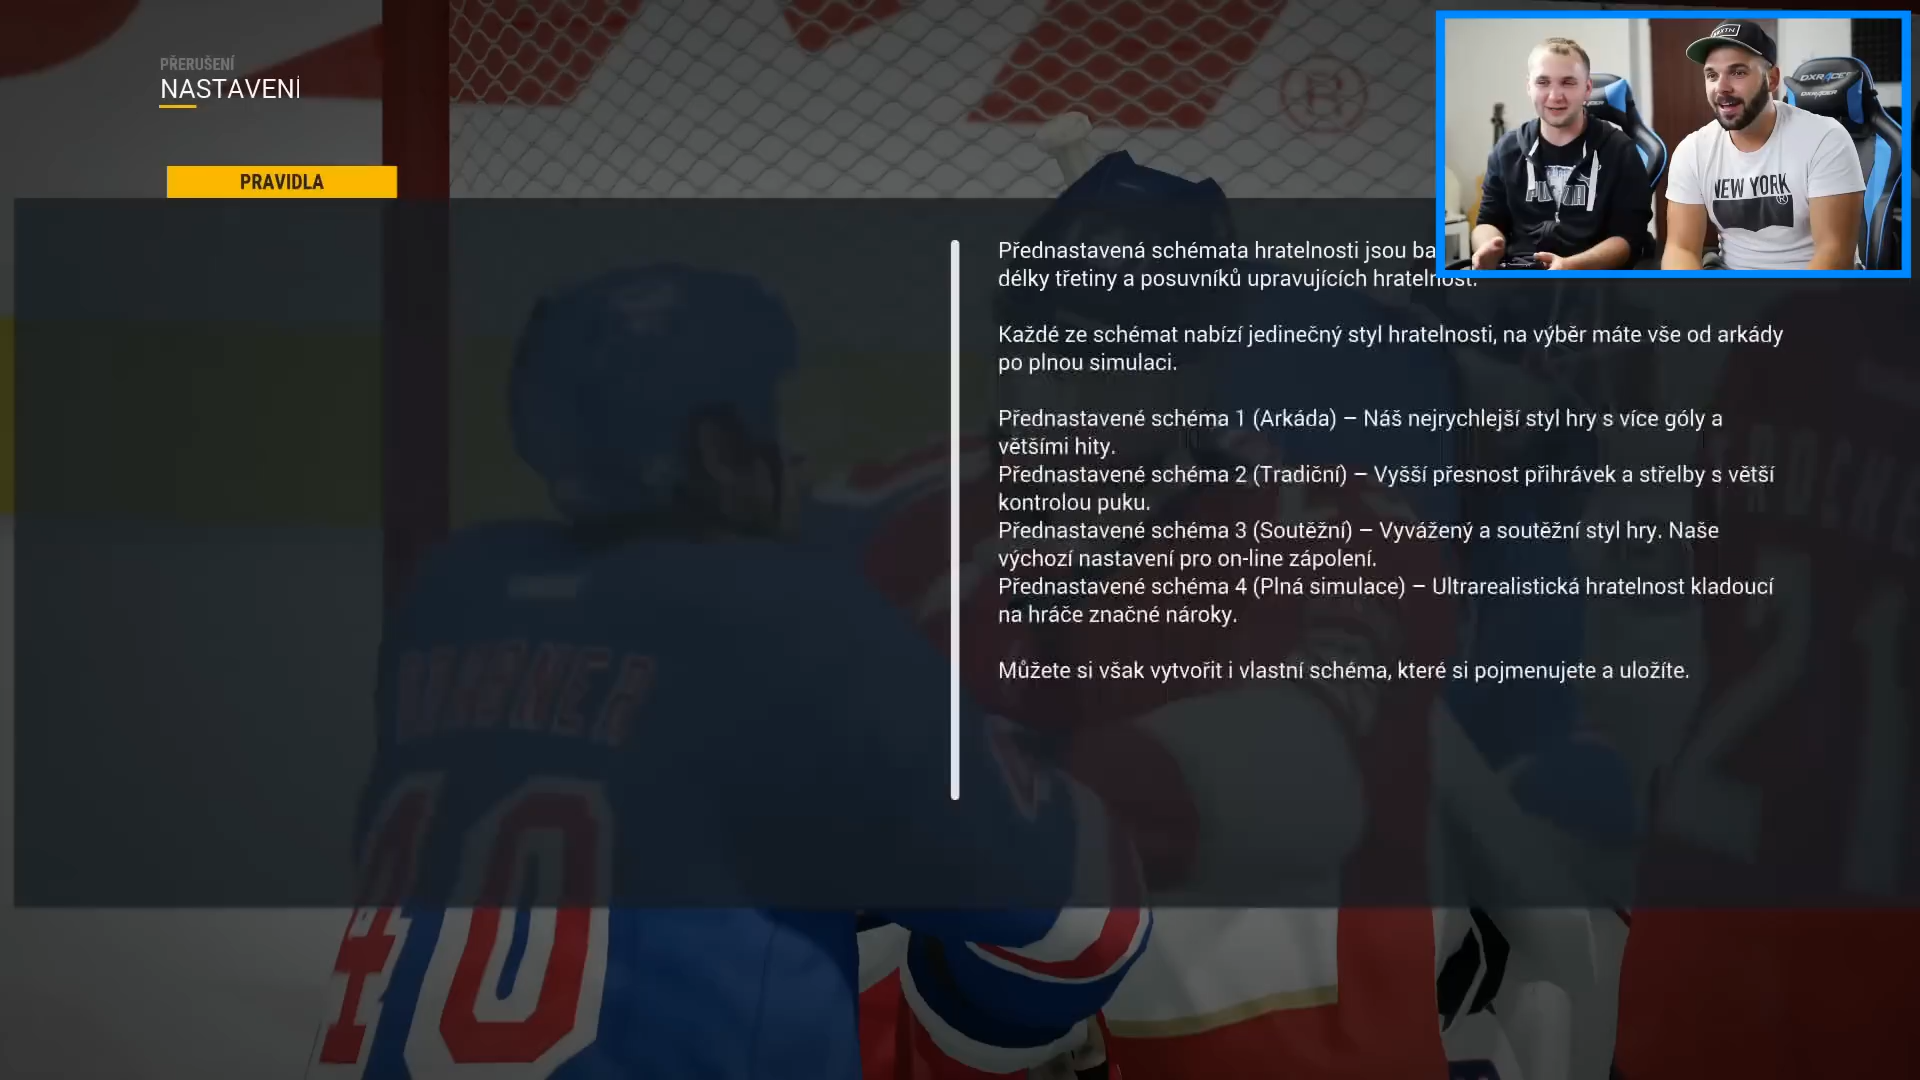 PŘERUŠENÍ
NASTAVENÍ
PRAVIDLA
Přednastavená schémata hratelnosti jsou
délky třetiny a posuvníků upravujících hratelnost.
Každé ze schémat nabízí jedinečný styl hratelnosti, na výběr máte vše od arkády
po plnou simulaci.
Přednastavené schéma 1 (Arkáda) – Náš nejrychlejší styl hry s více góly a
většími hity.
Přednastavené schéma 2 (Tradiční) – Vyšší přesnost přihrávek a střelby s větší
kontrolou puku.
Přednastavené schéma 3 (Soutěžní) – Vyvážený a soutěžní styl hry. Naše
výchozí nastavení pro on-line zápolení.
Přednastavené schéma 4 (Plná simulace) – Ultrarealistická hratelnost kladoucí
na hráče značné nároky.
Můžete si však vytvořit i vlastní schéma, které si pojmenujete a uložíte.
NEW YORK
DXRACER
DXRACER
40
®